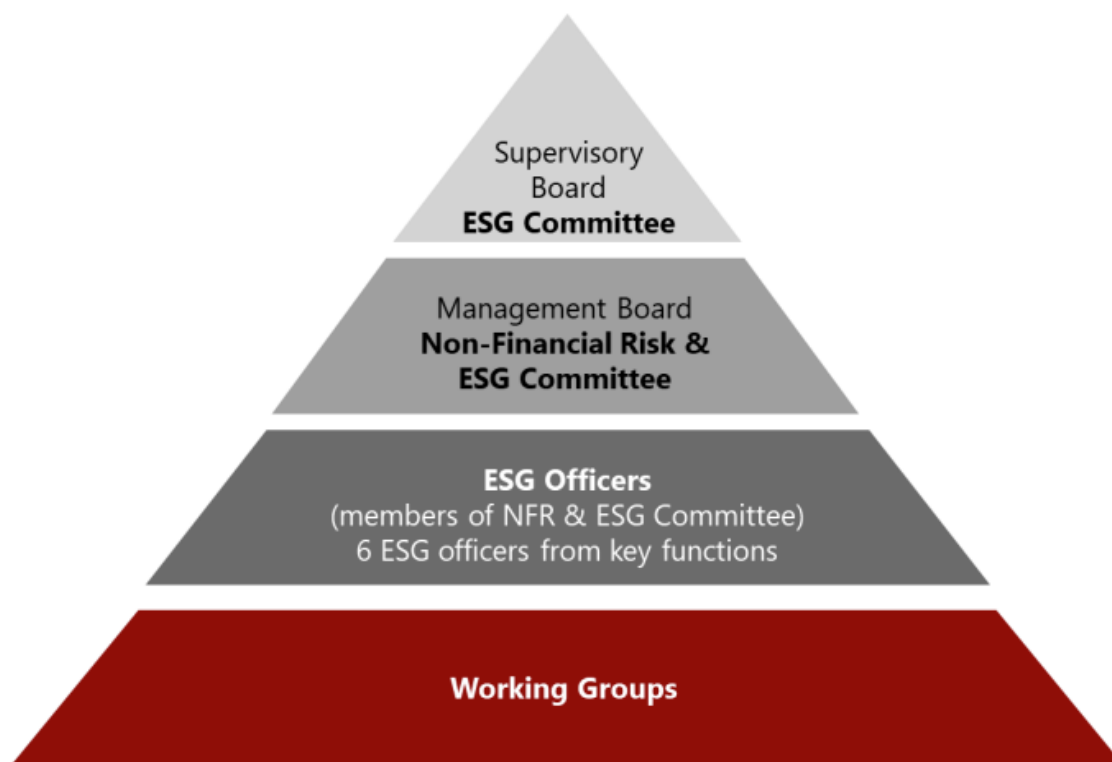 Supervisory
Board
ESG Committee
Management Board
Non-Financial Risk &
ESG Committee
ESG Officers
(members of NFR & ESG Committee)
6 ESG officers from key functions
Working Groups